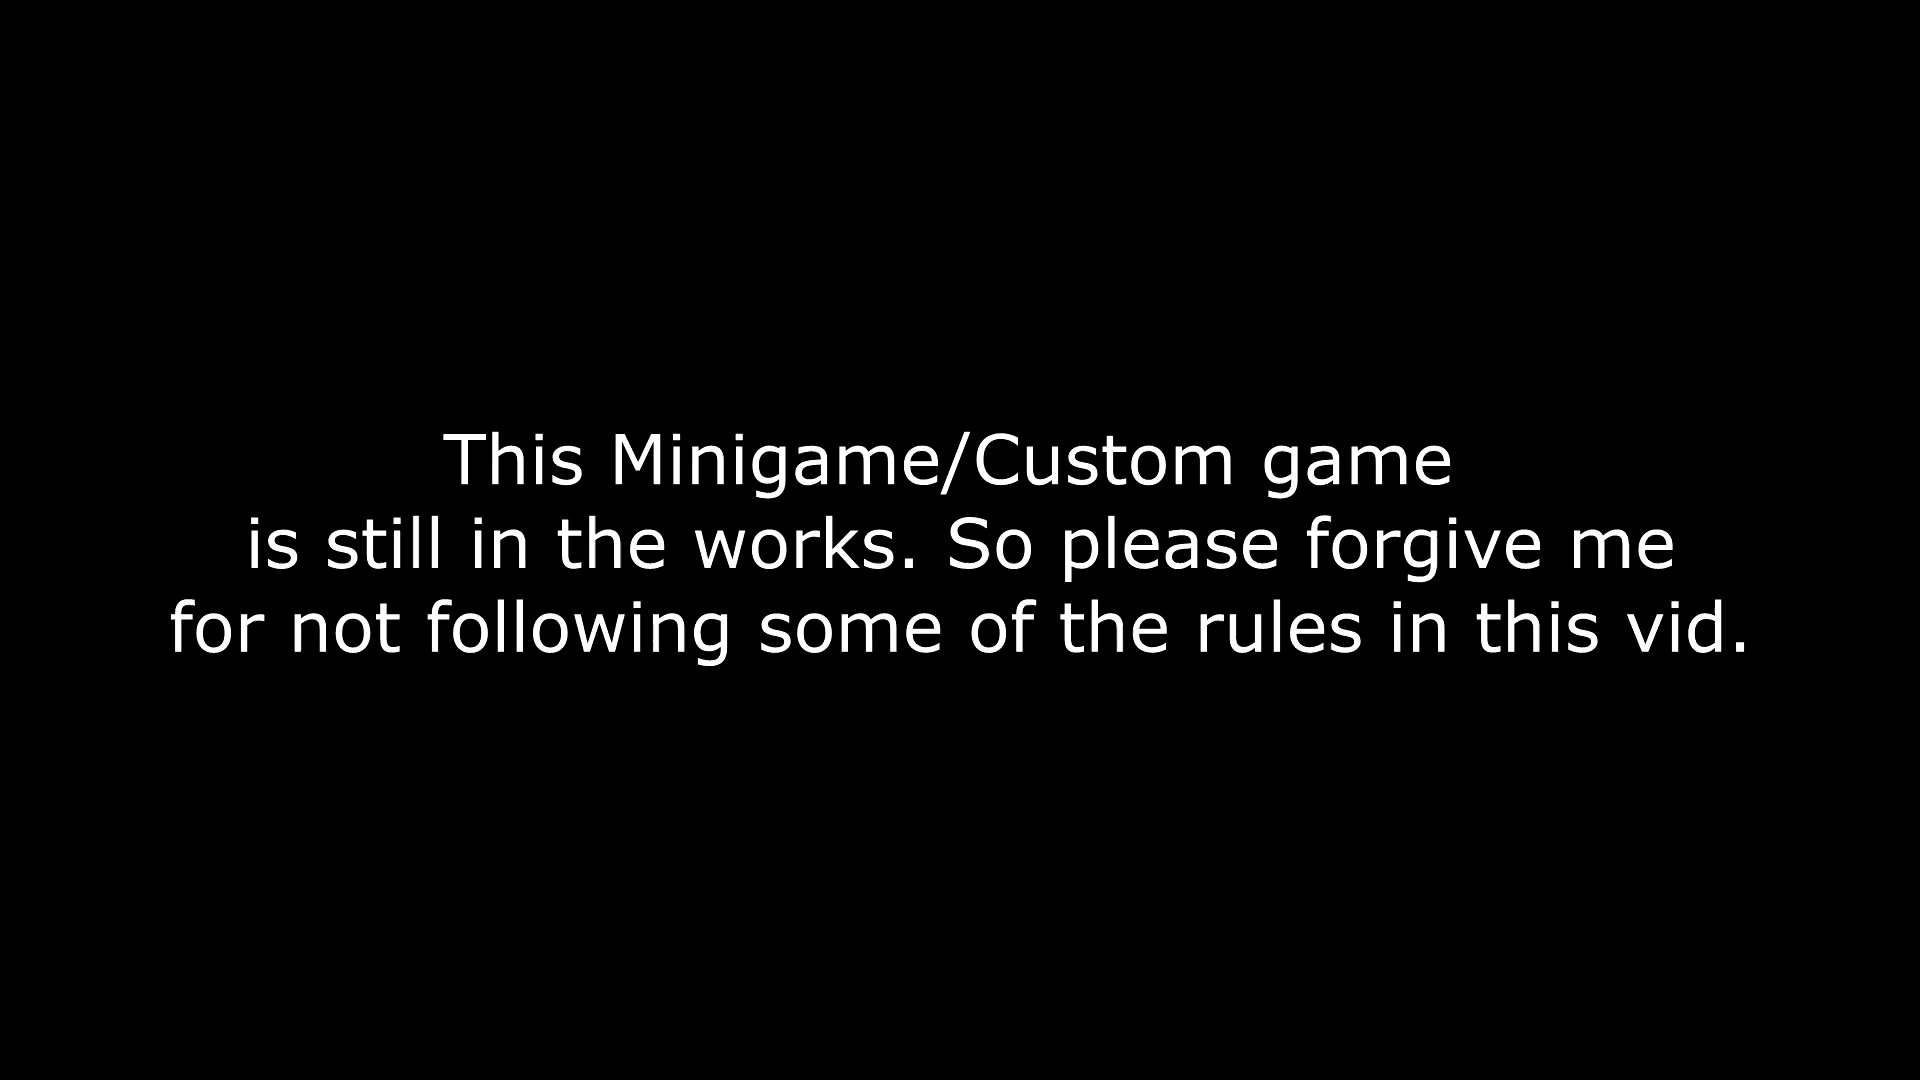 This Minigame/Custom game
is still in the works. So please forgive me
for not following some of the rules in this vid.